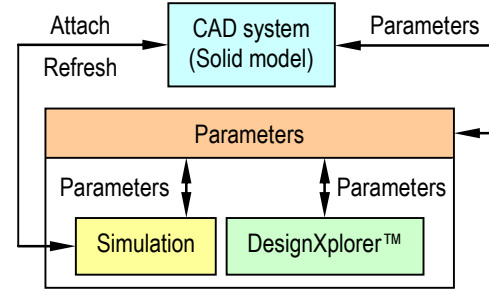 Attach
Refresh
CAD system
(Solid model)
Parameters
Parameters
Parameters
Parameters
Simulation
DesignXplorer™